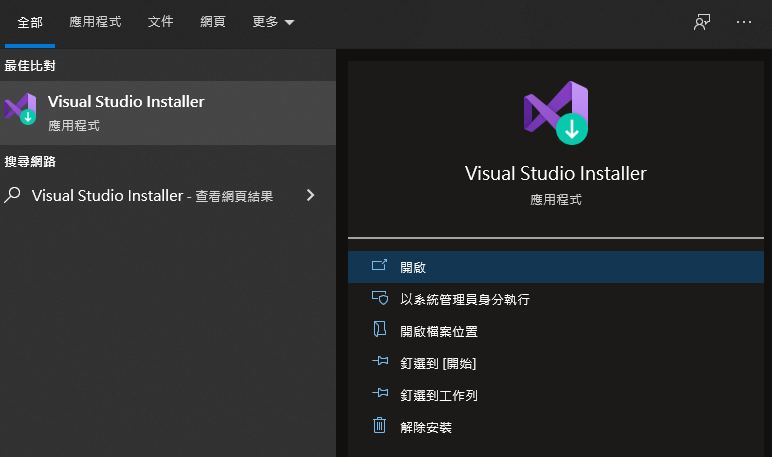 全部 應用程式 文件 網頁 更多
最佳比對
Visual Studio Installer
應用程式
搜尋網路
Visual Studio Installer - 查看網頁結果
Visual Studio Installer
應用程式
開啟
以系統管理員身分執行
開啟檔案位置
釘選到 [開始]
釘選到工作列
解除安裝